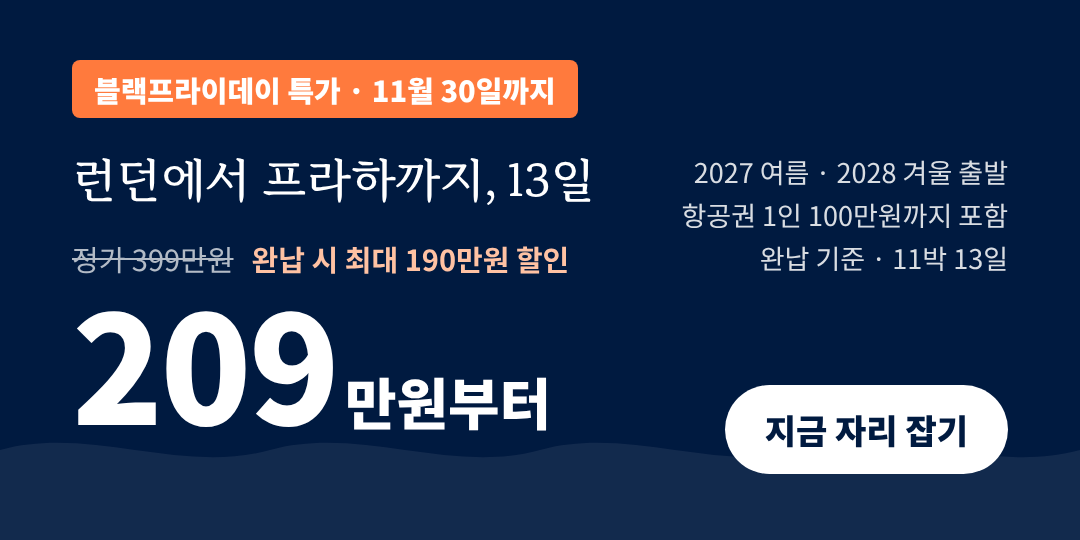 블랙프라이데이 특가 · 11월 30일까지
런던에서 프라하까지, 13일
정가 399만원 완납 시 최대 190만원 할인
209만원부터
2027 여름 · 2028 겨울 출발
항공권 1인 100만원까지 포함
완납 기준 · 11박 13일
지금 자리 잡기